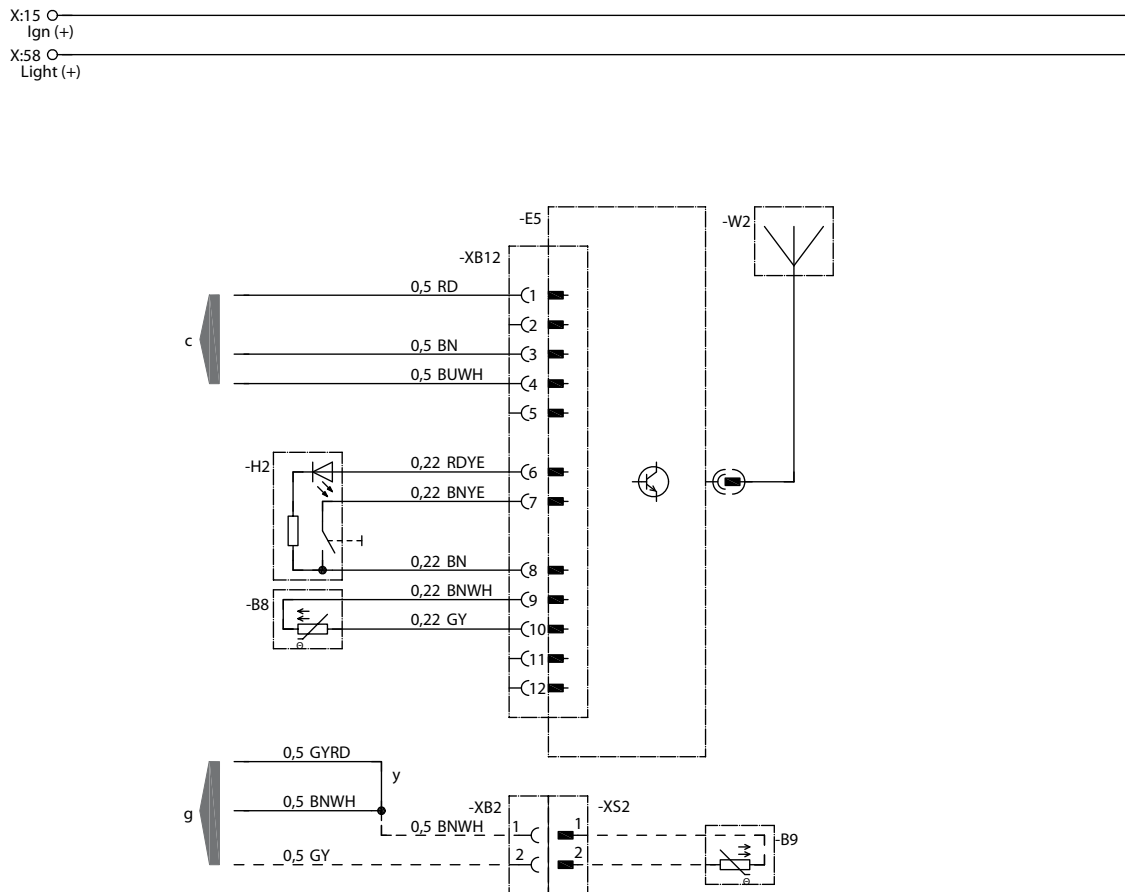 X:15
Ign (+)
X:58
Light (+)
-E5
-W2
-XB12
0,5 RD
1
2
c
0,5 BN
3
0,5 BUWH
4
5
-H2
0,22 RDYE
6
0,22 BNYE
7
0,22 BN
8
-B8
0,22 BNWH
9
0,22 GY
10
Θ
11
12
0,5 GYRD
y
g
0,5 BNWH
-XB2
-XS2
0,5 BNWH
1
1
-B9
0,5 GY
2
2
Θ